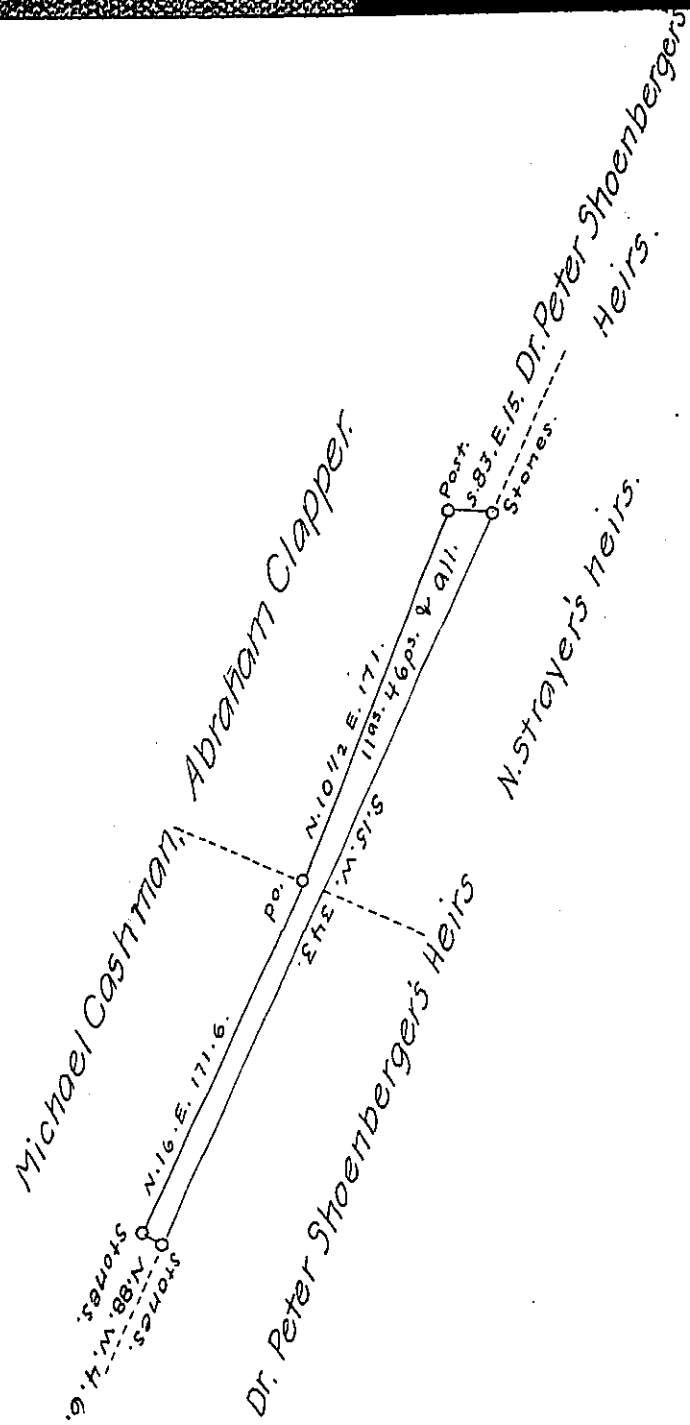 Dr. Peter Shoenbergers
Heirs.
S.83.E.15.
Post.
Stones.
Abraham Clapper.
N.10 1/2 E. 171.
11as. 46ps. & all.
S.15.W. 343.
N. Strayer's heirs.
Michael Cashman,
po.
N.16.E. 171.6.
Dr. Peter Shoenberger's Heirs
Stones.
N.88.W.4.6.
Stones.